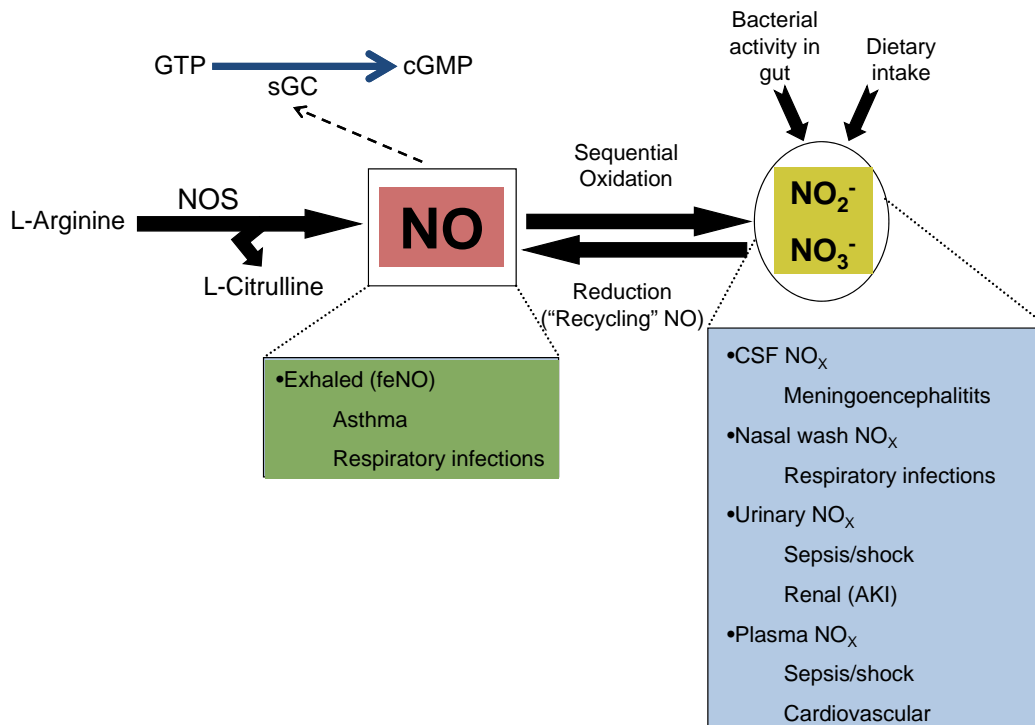 Bacterial
activity in
gut
Dietary
intake
GTP
cGMP
sGC
Sequential
Oxidation
NOS
L-Arginine
NO
NO₂⁻
NO₃⁻
L-Citrulline
Reduction
(“Recycling” NO)
•Exhaled (feNO)
Asthma
Respiratory infections
•CSF NOₓ
Meningoencephalitits
•Nasal wash NOₓ
Respiratory infections
•Urinary NOₓ
Sepsis/shock
Renal (AKI)
•Plasma NOₓ
Sepsis/shock
Cardiovascular